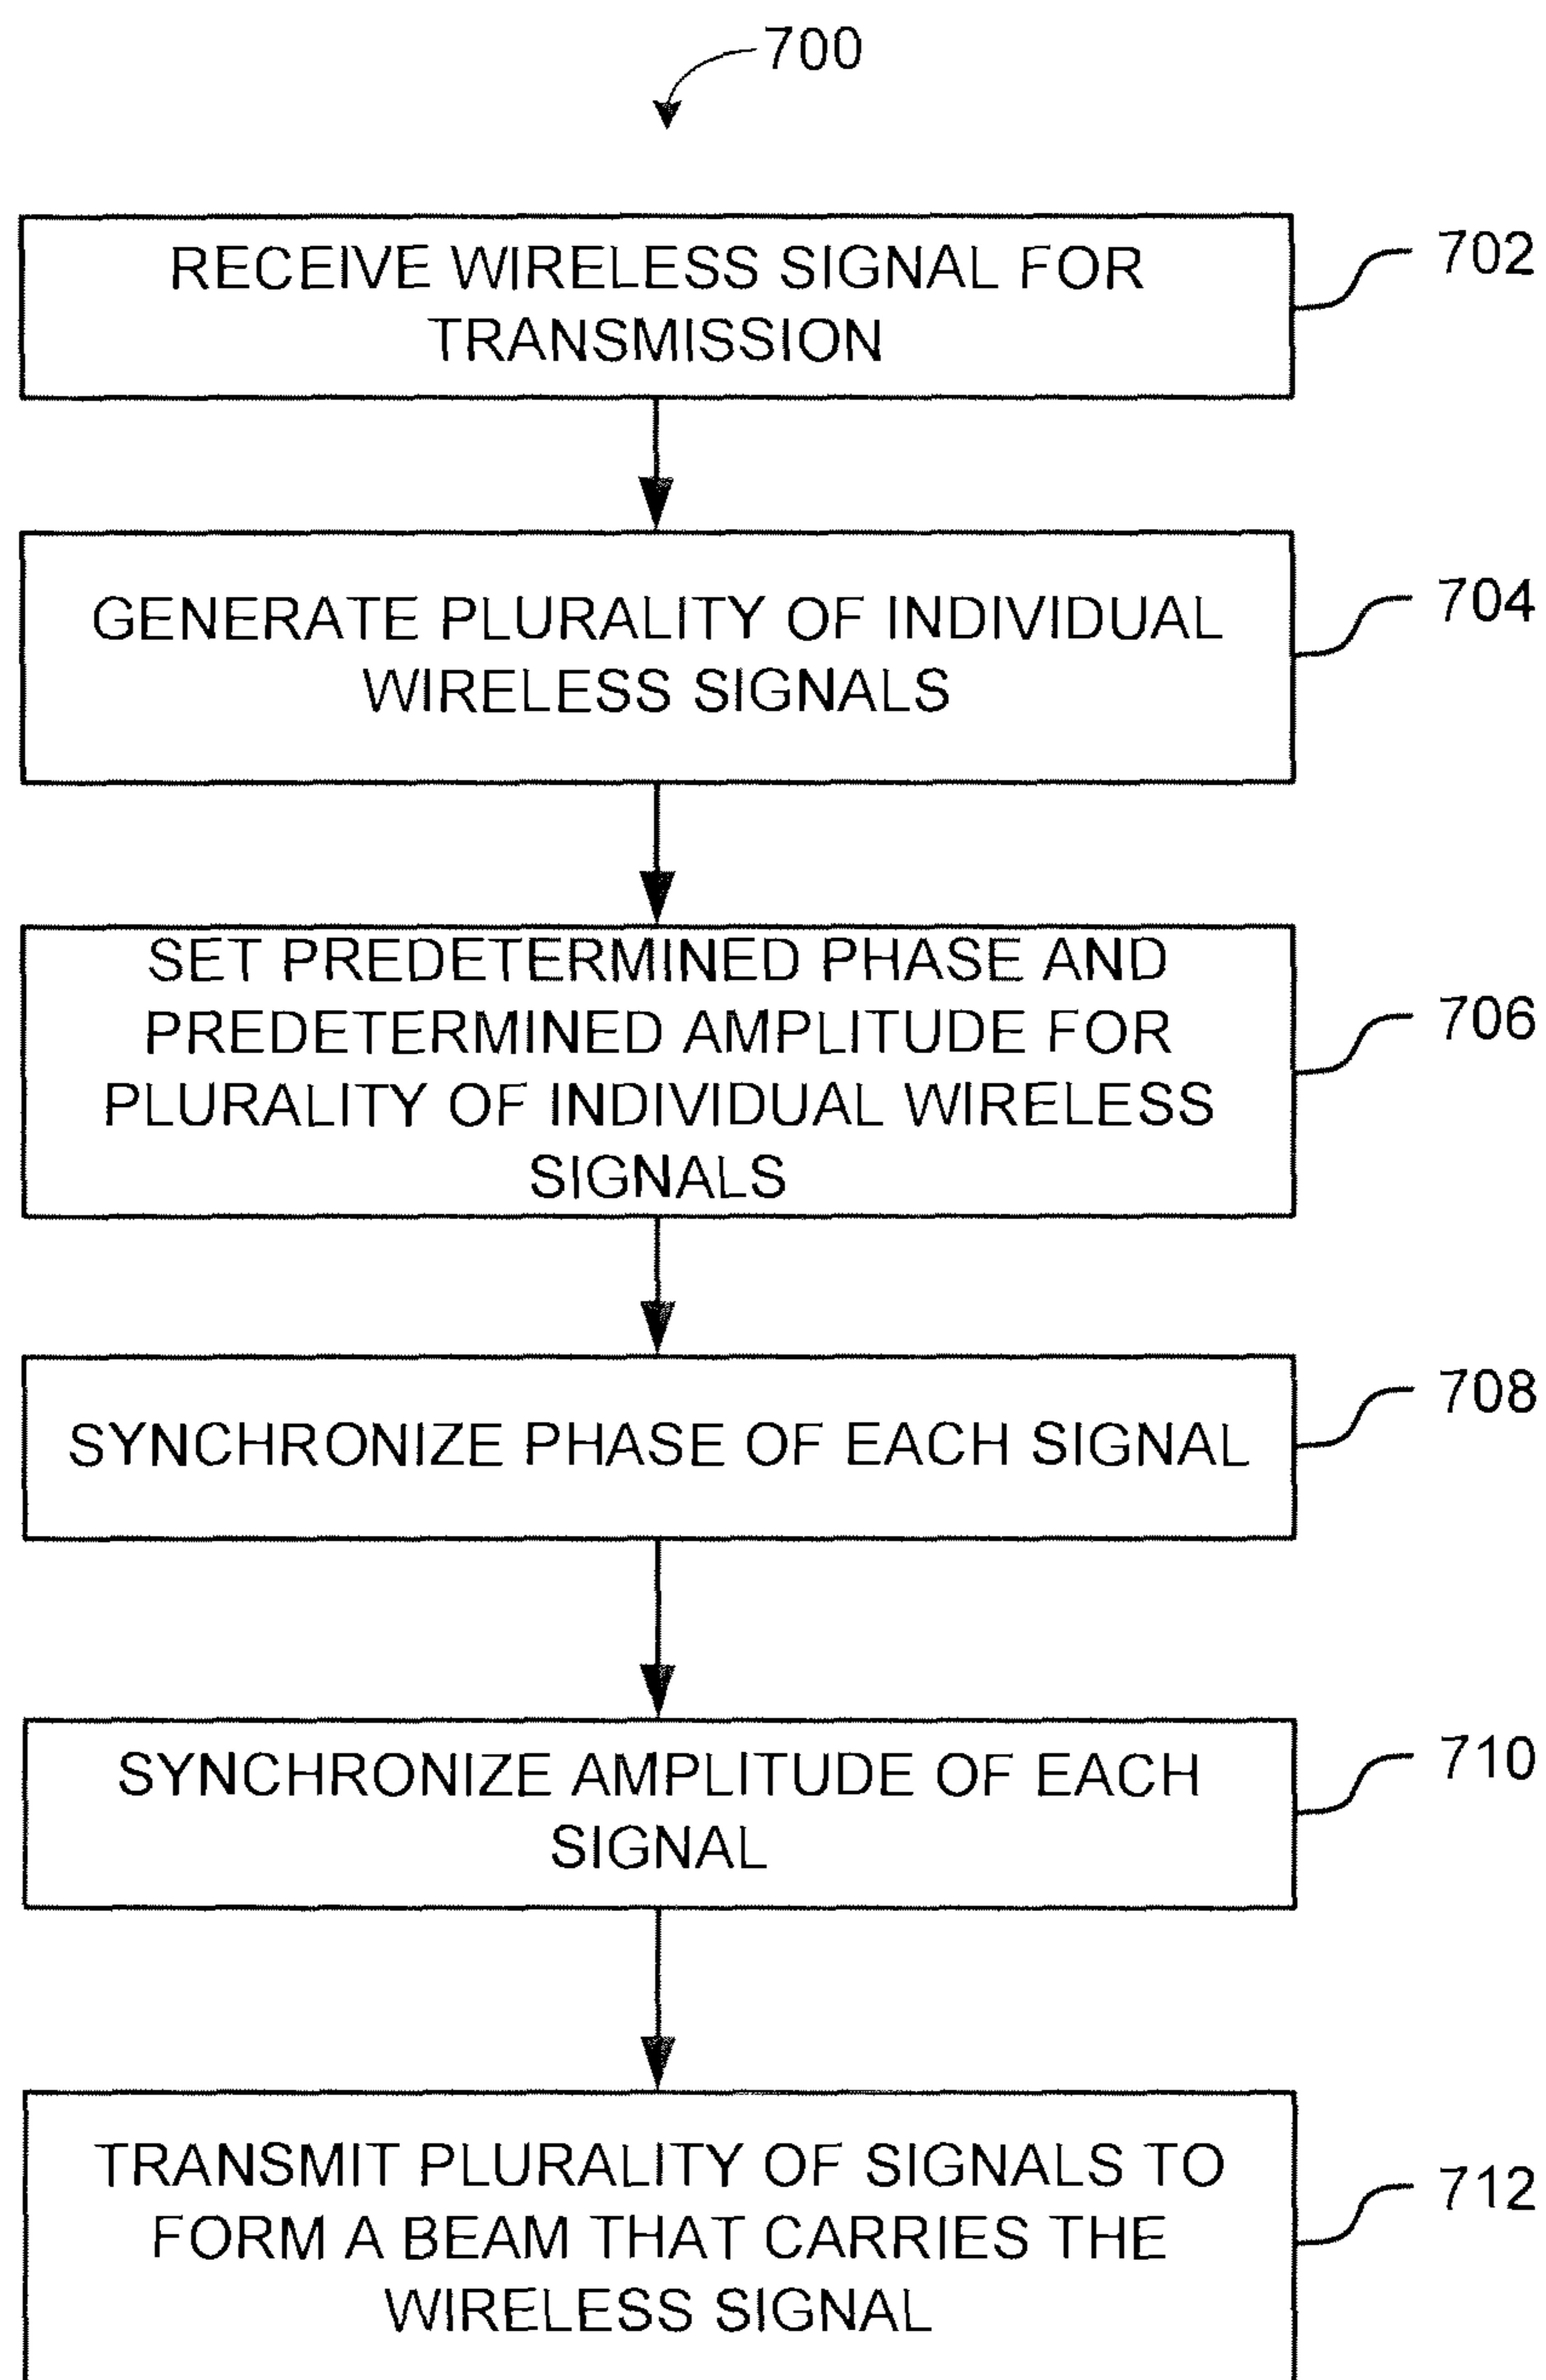 700
RECEIVE WIRELESS SIGNAL FOR
TRANSMISSION
702
GENERATE PLURALITY OF INDIVIDUAL
WIRELESS SIGNALS
704
SET PREDETERMINED PHASE AND
PREDETERMINED AMPLITUDE FOR
PLURALITY OF INDIVIDUAL WIRELESS
SIGNALS
706
SYNCHRONIZE PHASE OF EACH SIGNAL
708
SYNCHRONIZE AMPLITUDE OF EACH
SIGNAL
710
TRANSMIT PLURALITY OF SIGNALS TO
FORM A BEAM THAT CARRIES THE
WIRELESS SIGNAL
712